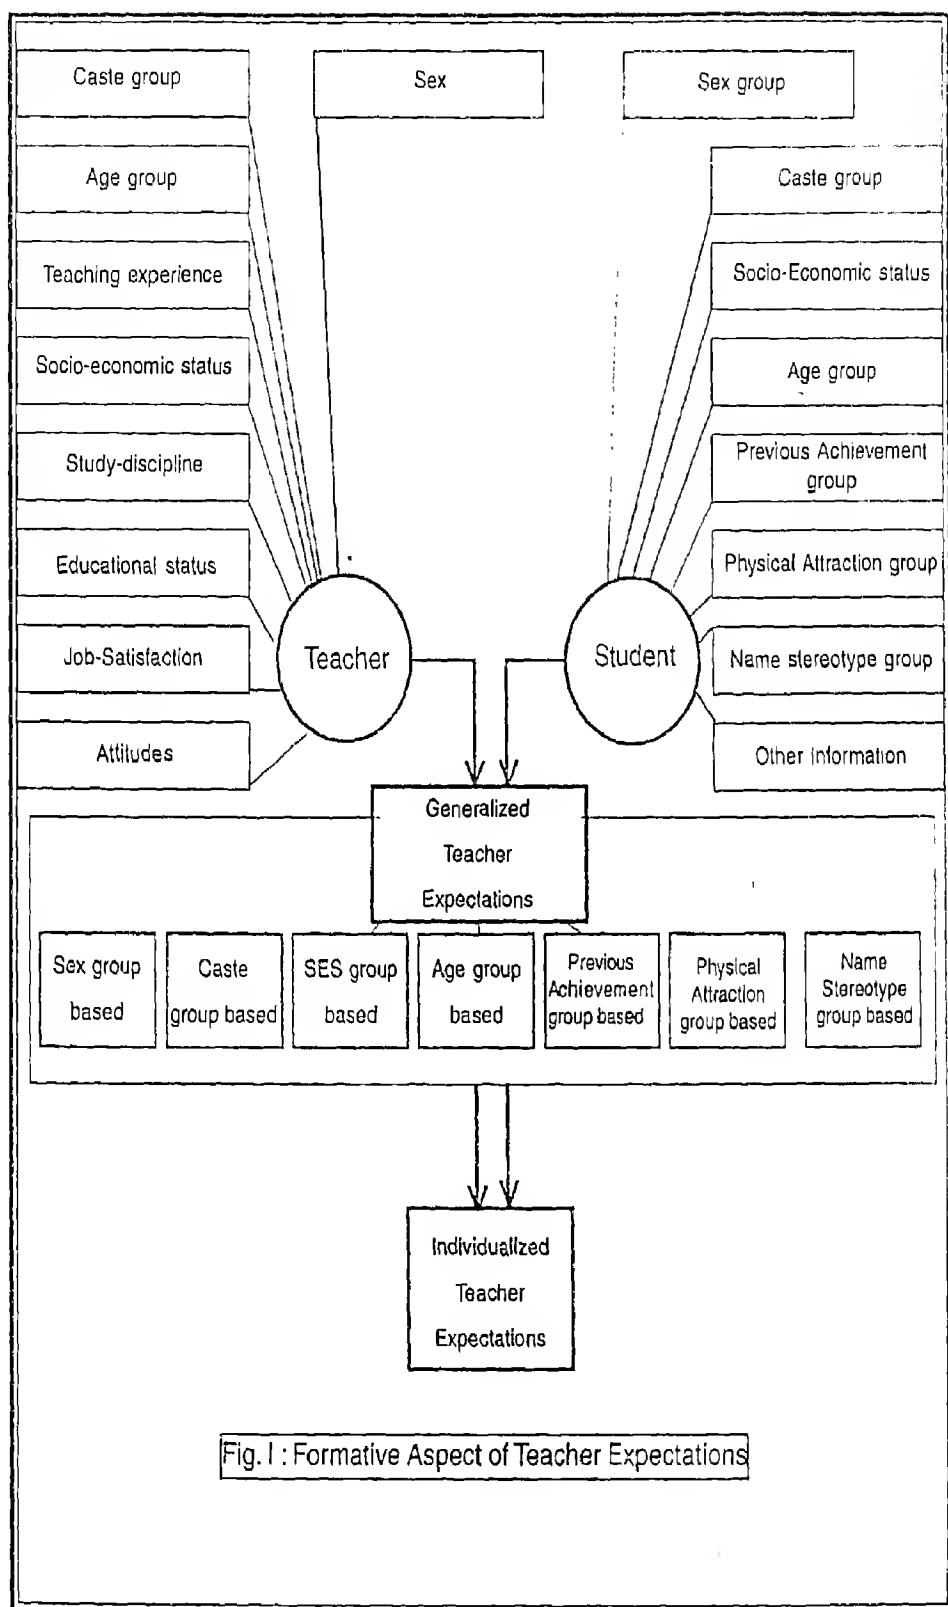 Caste group
Sex
Sex group
Age group
Caste group
Teaching experience
Socio-Economic status
Socio-economic status
Age group
Study-discipline
Previous Achievement
group
Educational status
Physical Attraction group
Job-Satisfaction
Teacher
Student
Name stereotype group
Attitudes
Other Information
Generalized
Teacher
Expectations
Sex group
based
Caste
group based
SES group
based
Age group
based
Previous
Achievement
group based
Physical
Attraction
group based
Name
Stereotype
group based
Individualized
Teacher
Expectations
Fig. I : Formative Aspect of Teacher Expectations